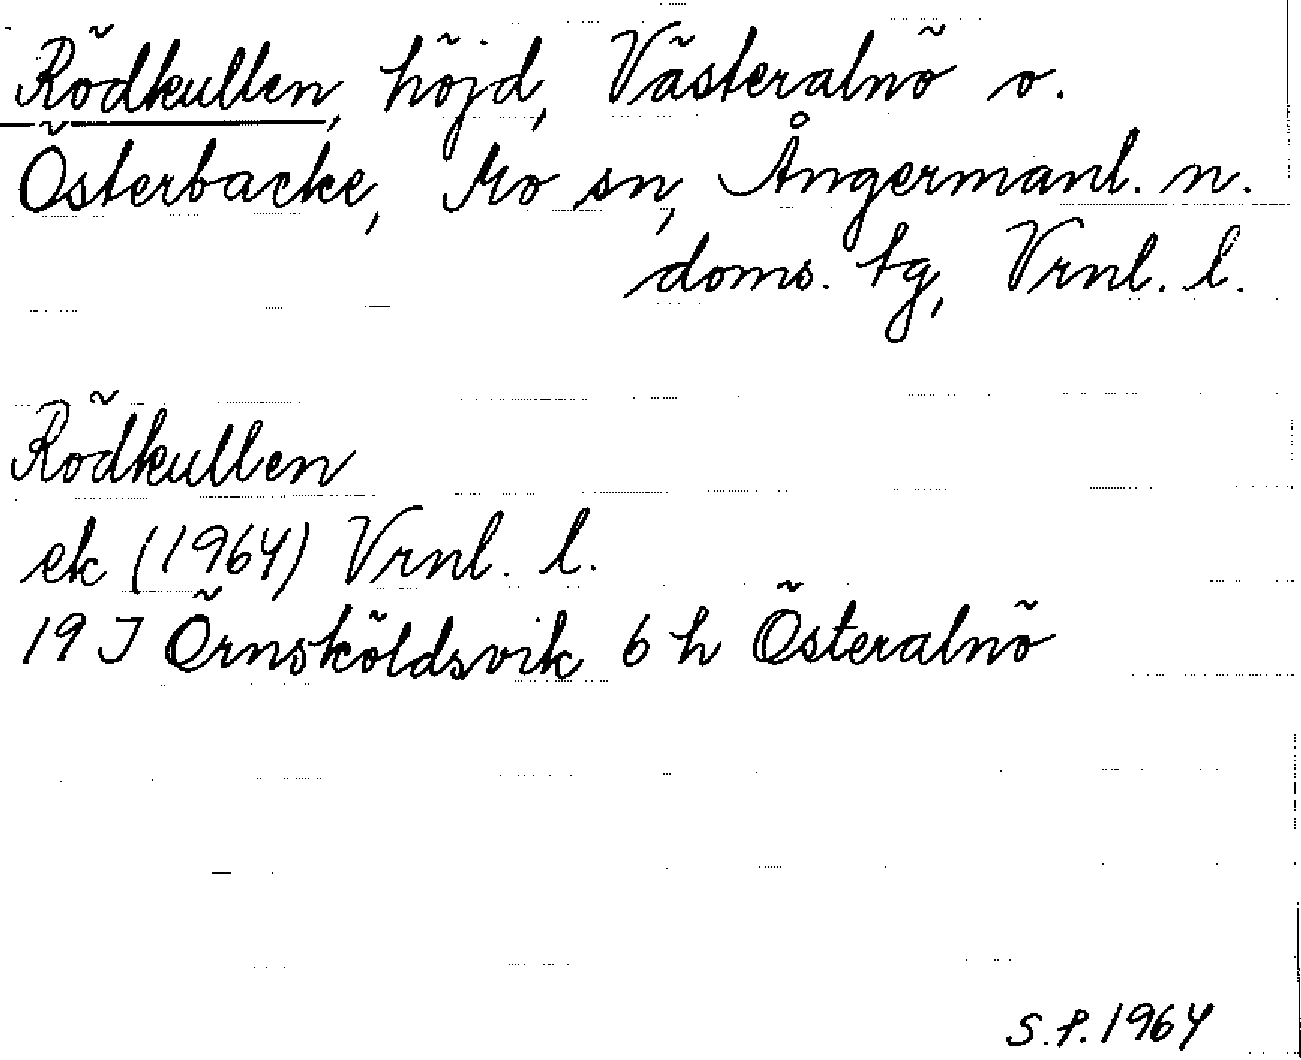 Rödkullen, höjd, Västeralnö o.
Österbacke, Mo sn, Ångermanl. n.
doms. tg, Vrnl. l.
Rödkullen
ek (1964) Vrnl. l.
19 J Örnsköldsvik 6 h Österalnö
S.P. 1964